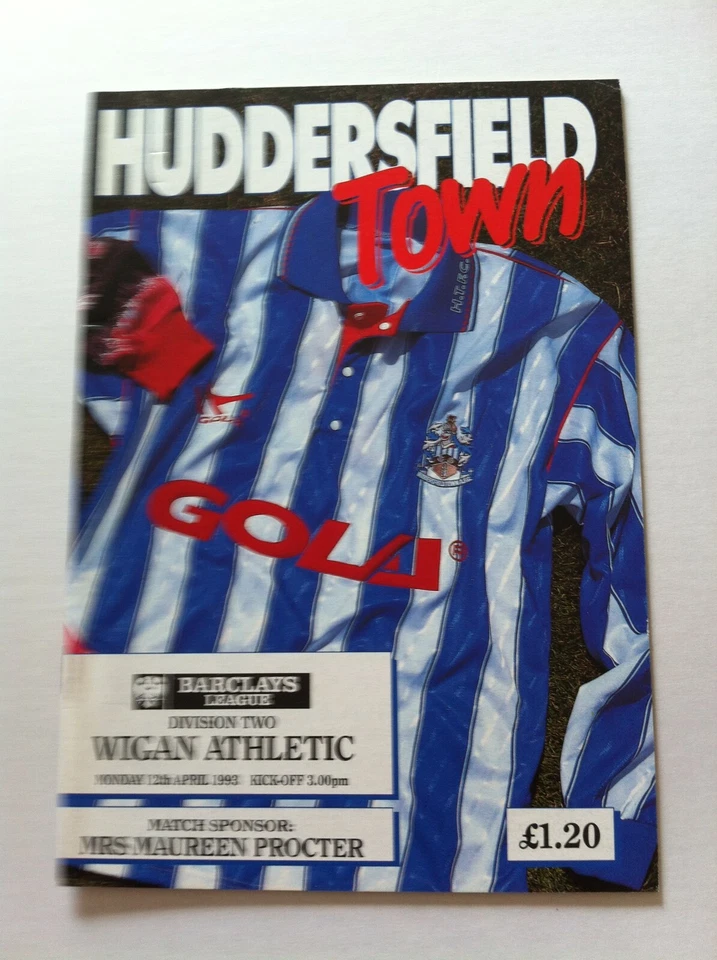 HUDDERSFIELD
Town
H.T.F.C.
GOLA
GOLA®
BARCLAYS
LEAGUE
DIVISION TWO
WIGAN ATHLETIC
MONDAY 12th APRIL 1993 KICK-OFF 3.00pm
MATCH SPONSOR:
MRS MAUREEN PROCTER
£1.20